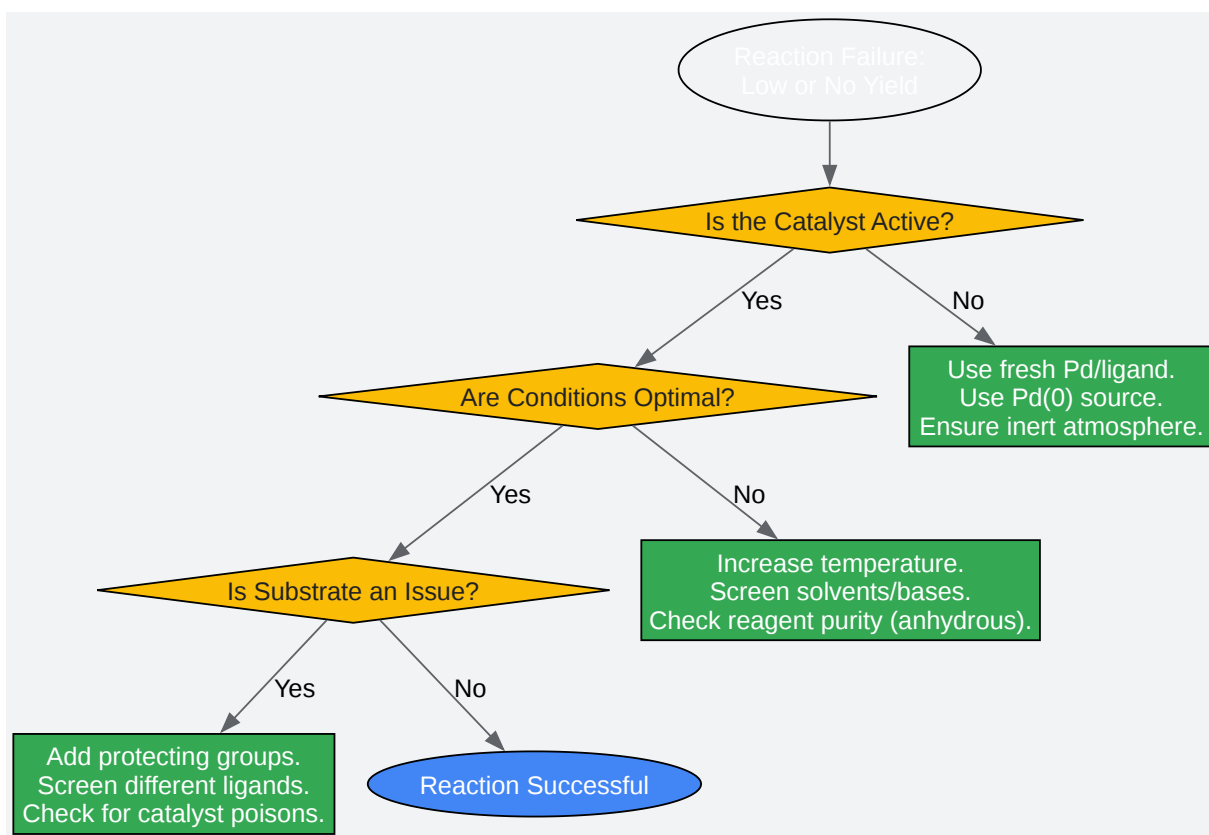 Reaction Failure:
Low or No Yield
Is the Catalyst Active?
Yes
No
Use fresh Pd/ligand.
Use Pd(0) source.
Ensure inert atmosphere.
Are Conditions Optimal?
Yes
No
Increase temperature.
Screen solvents/bases.
Check reagent purity (anhydrous).
Is Substrate an Issue?
Yes
No
Add protecting groups.
Screen different ligands.
Check for catalyst poisons.
Reaction Successful